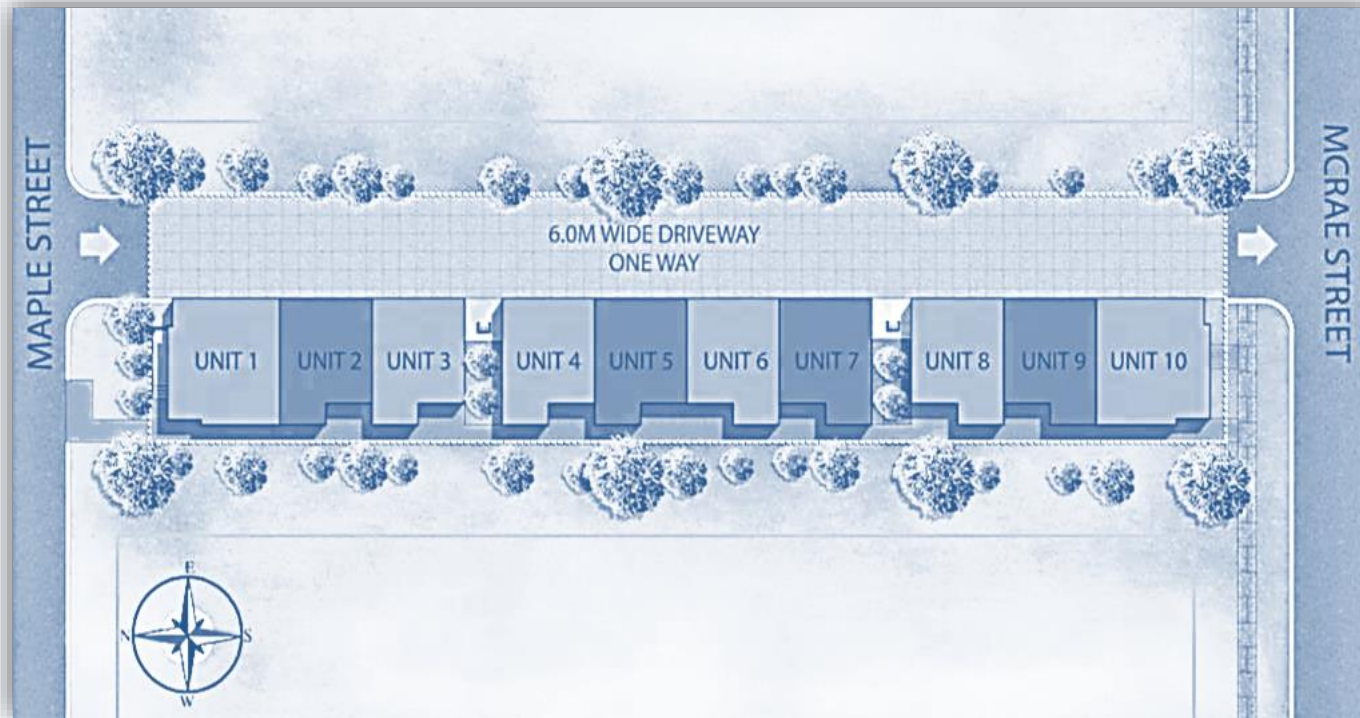 MAPLE STREET
MCRAE STREET
6.0M WIDE DRIVEWAY
ONE WAY
UNIT 1
UNIT 2
UNIT 3
UNIT 4
UNIT 5
UNIT 6
UNIT 7
UNIT 8
UNIT 9
UNIT 10
E
N
S
W